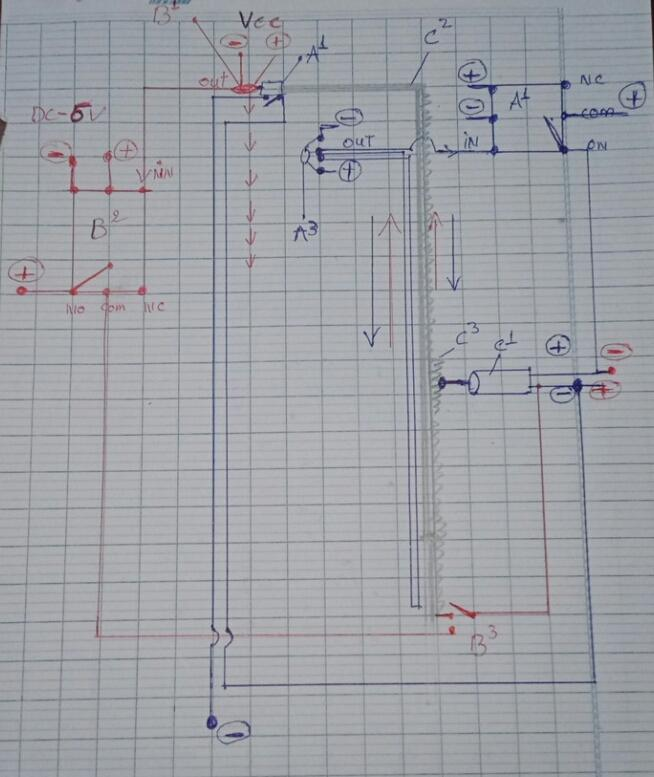 B¹ Vcc
− + A¹
out
C²
+ NC
− A¹ com +
iN ON
DC-5V
− + iN
B²
+
NO Com NC
−
OUT
+
A³
C³ C¹ + −
− +
B³
−